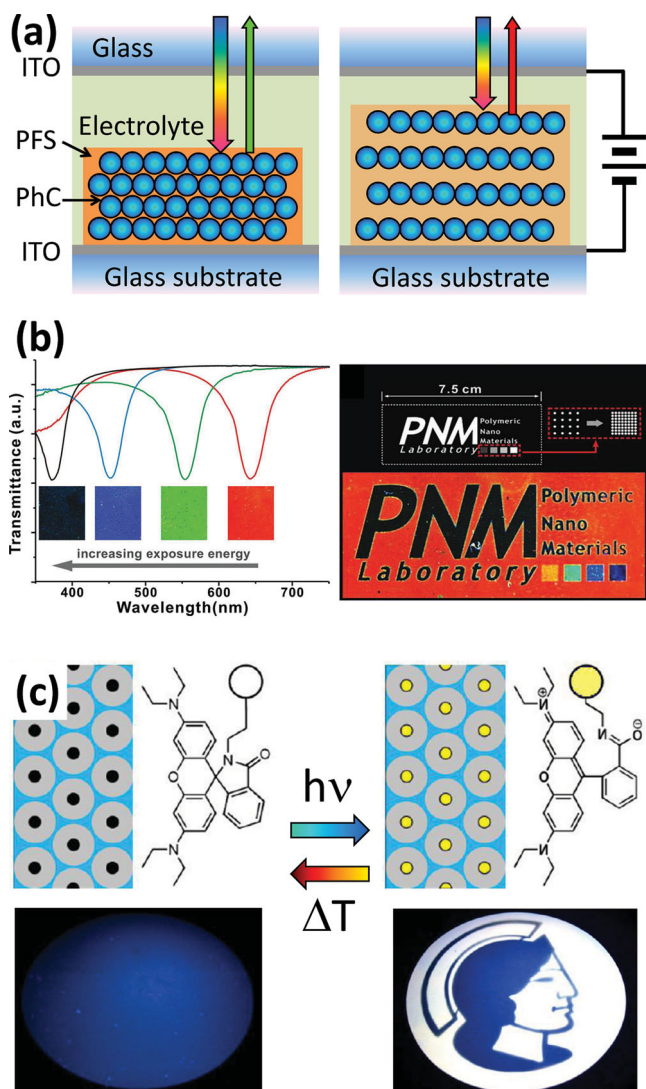 (a)
Glass
ITO
Electrolyte
PFS
PhC
ITO
Glass substrate
Glass substrate
(b)
Transmittance (a.u.)
increasing exposure energy
400 500 600 700
Wavelength(nm)
7.5 cm
PNM
Polymeric
Nano
Materials
Laboratory
PNM
Polymeric
Nano
Materials
Laboratory
(c)
N
O
N
O
N
hν
ΔT
N
⊕
N
O
⊖
O
N